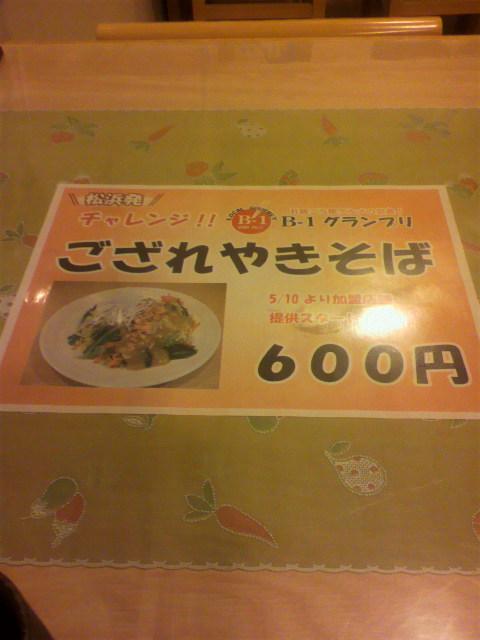 松浜発
チャレンジ!!
B-1
B-1グランプリ
ござれやきそば
5/10より加盟店
提供スタート
600円